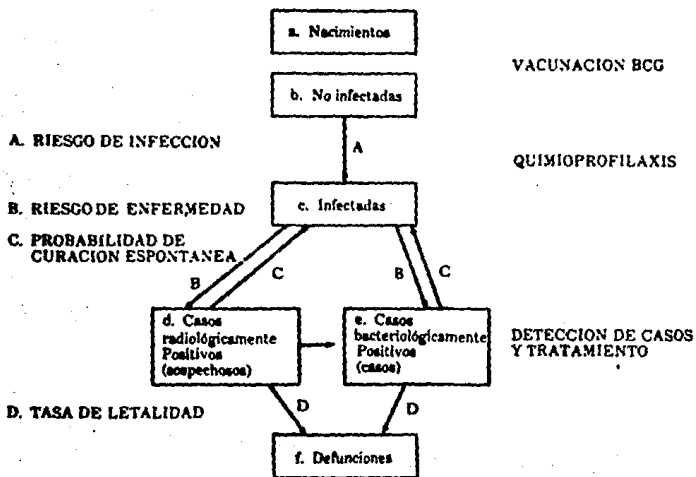 a. Nacimientos
VACUNACION BCG
b. No infectadas
A. RIESGO DE INFECCION
A
QUIMIOPROFILAXIS
B. RIESGO DE ENFERMEDAD
c. Infectadas
C. PROBABILIDAD DE
CURACION ESPONTANEA
B
C
B
C
d. Casos
radiológicamente
Positivos
(sospechosos)
e. Casos
bacteriológicamente
Positivos
(casos)
DETECCION DE CASOS
Y TRATAMIENTO
D. TASA DE LETALIDAD
D
D
f. Defunciones